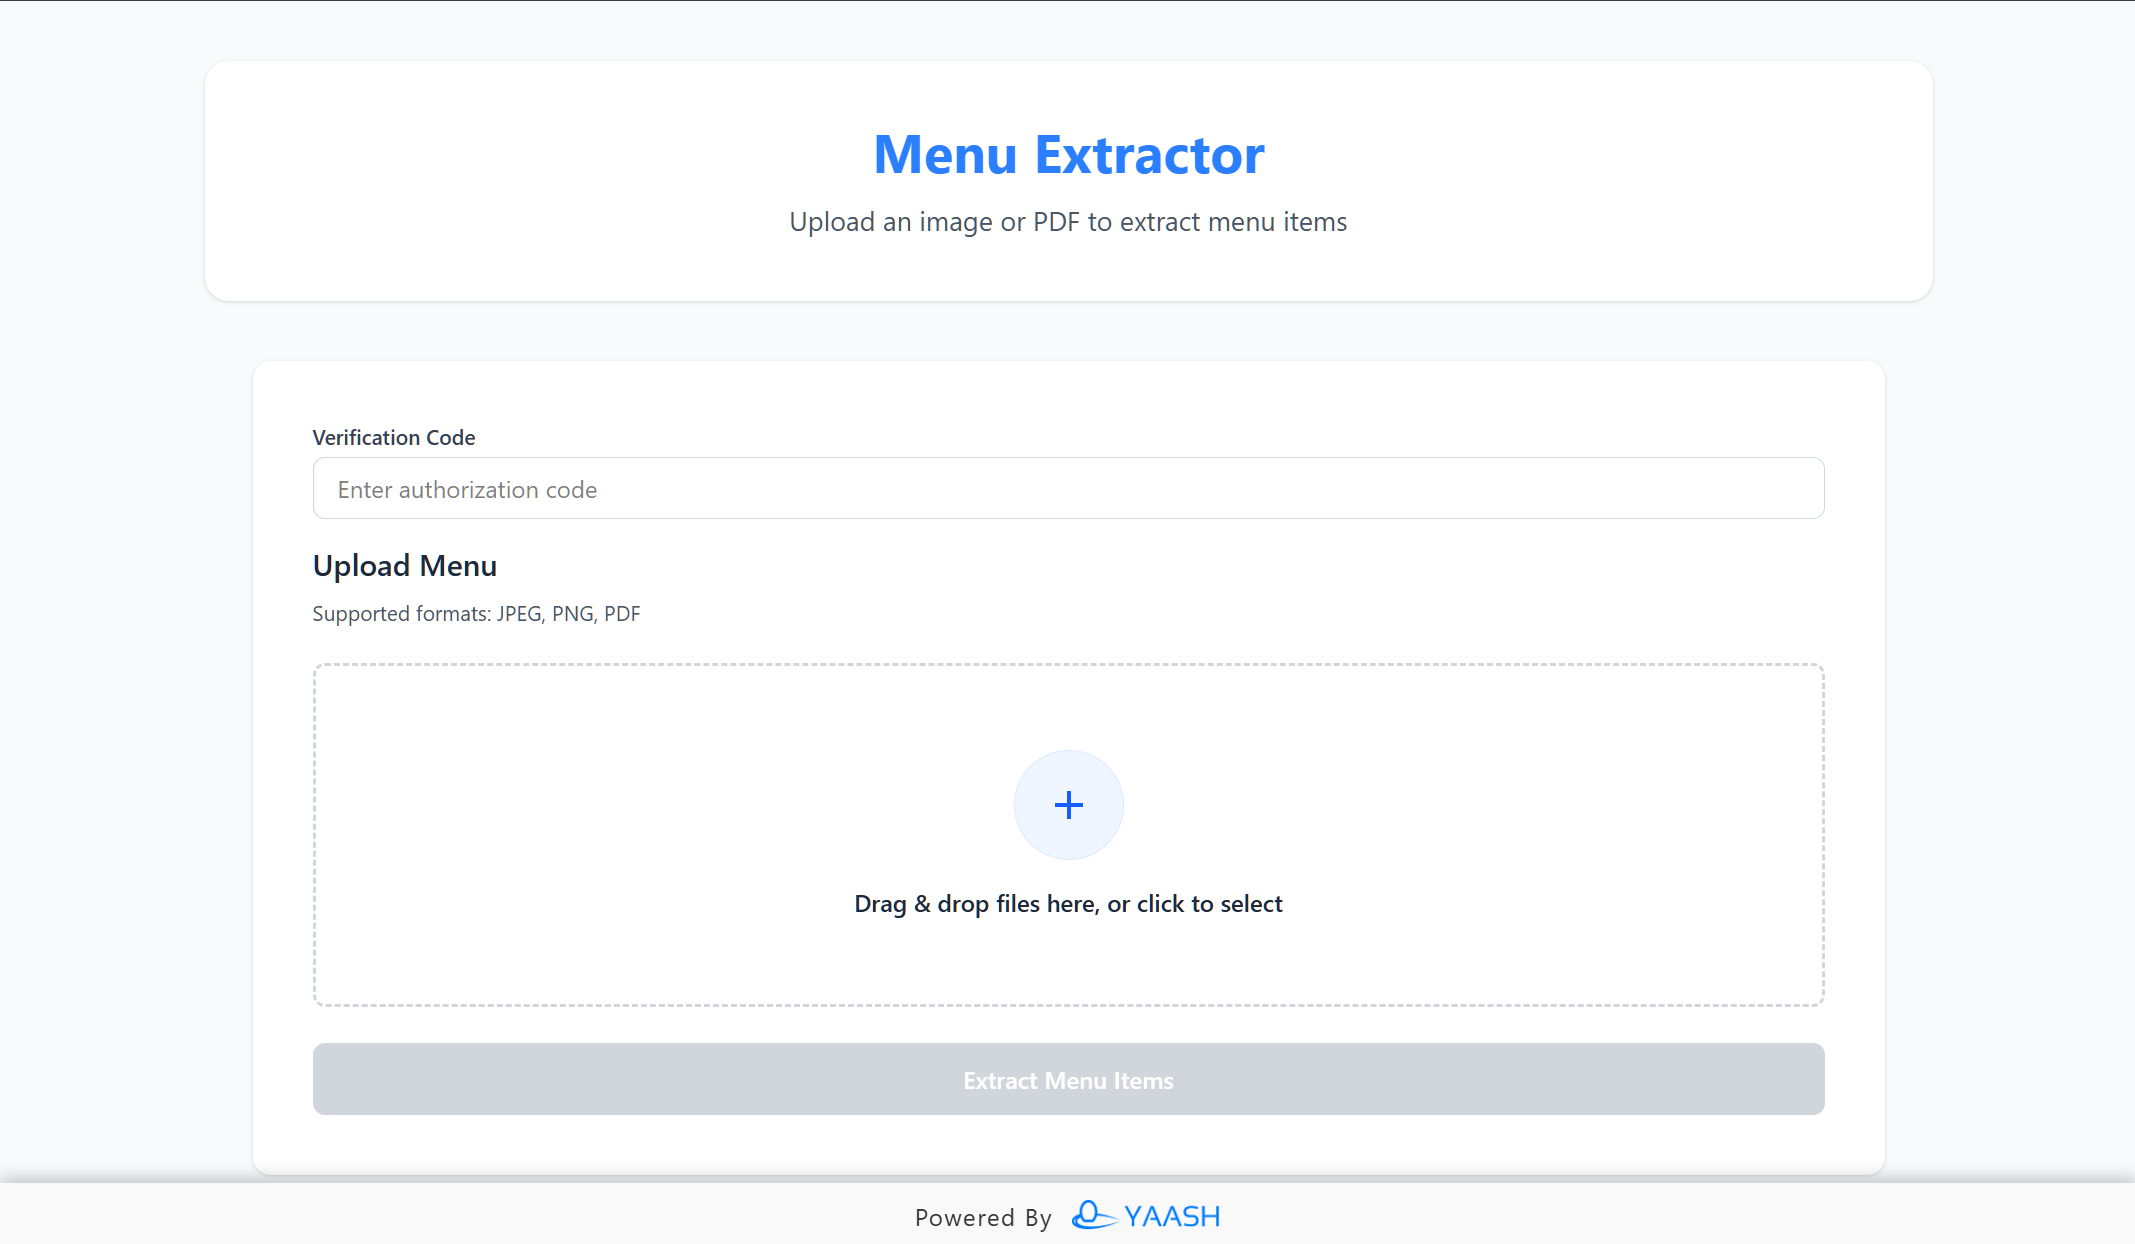 Menu Extractor
Upload an image or PDF to extract menu items
Verification Code
Enter authorization code
Upload Menu
Supported formats: JPEG, PNG, PDF
Drag & drop files here, or click to select
Extract Menu Items
Powered By YAASH